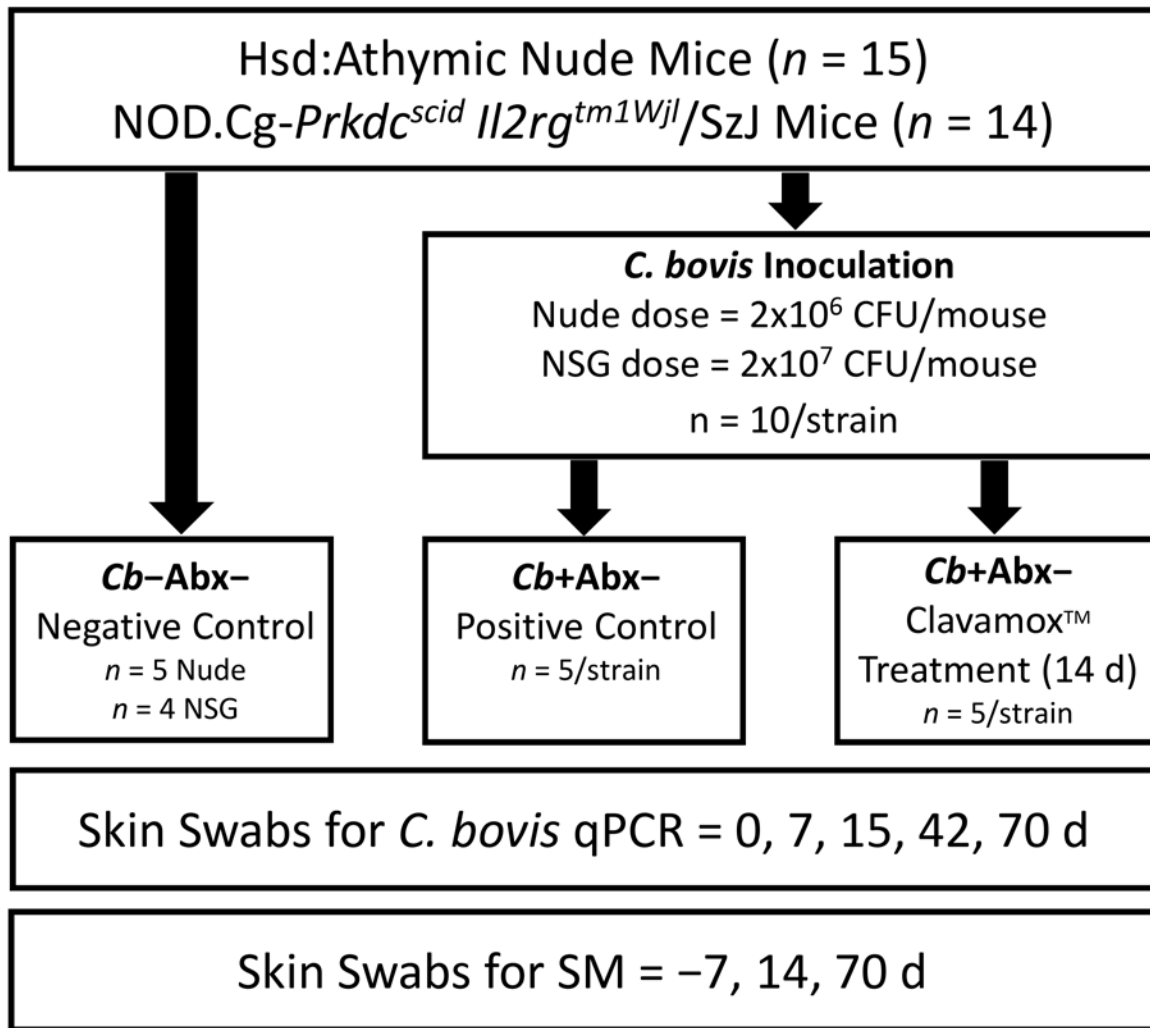 Hsd:Athymic Nude Mice (n = 15)
NOD.Cg-Prkdcˢᶜⁱᵈ Il2rgᵗᵐ¹ᵂʲˡ/SzJ Mice (n = 14)
C. bovis Inoculation
Nude dose = 2x10⁶ CFU/mouse
NSG dose = 2x10⁷ CFU/mouse
n = 10/strain
Cb−Abx−
Negative Control
n = 5 Nude
n = 4 NSG
Cb+Abx−
Positive Control
n = 5/strain
Cb+Abx−
Clavamox™
Treatment (14 d)
n = 5/strain
Skin Swabs for C. bovis qPCR = 0, 7, 15, 42, 70 d
Skin Swabs for SM = −7, 14, 70 d